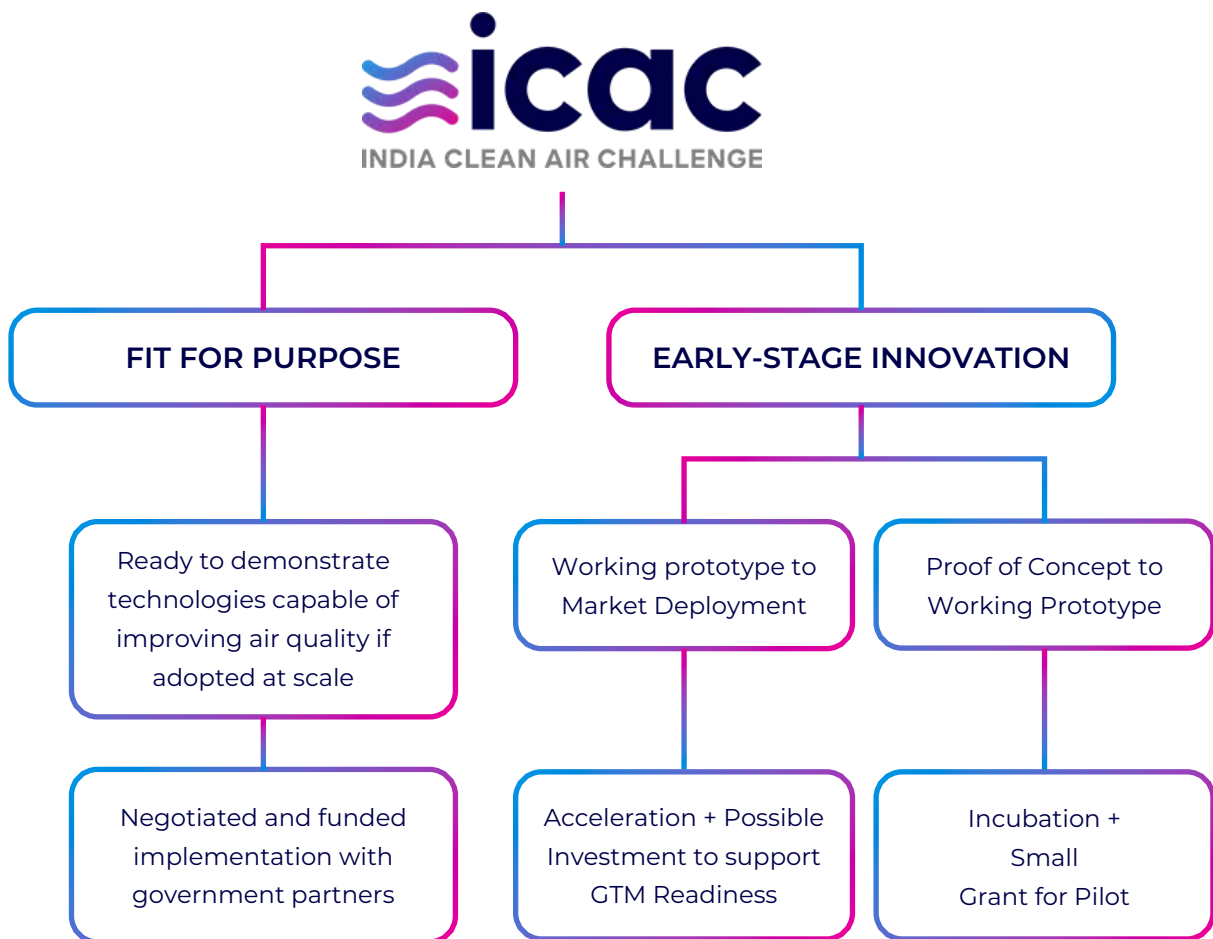 icac
INDIA CLEAN AIR CHALLENGE
FIT FOR PURPOSE
EARLY-STAGE INNOVATION
Ready to demonstrate
technologies capable of
improving air quality if
adopted at scale
Working prototype to
Market Deployment
Proof of Concept to
Working Prototype
Negotiated and funded
implementation with
government partners
Acceleration + Possible
Investment to support
GTM Readiness
Incubation +
Small
Grant for Pilot